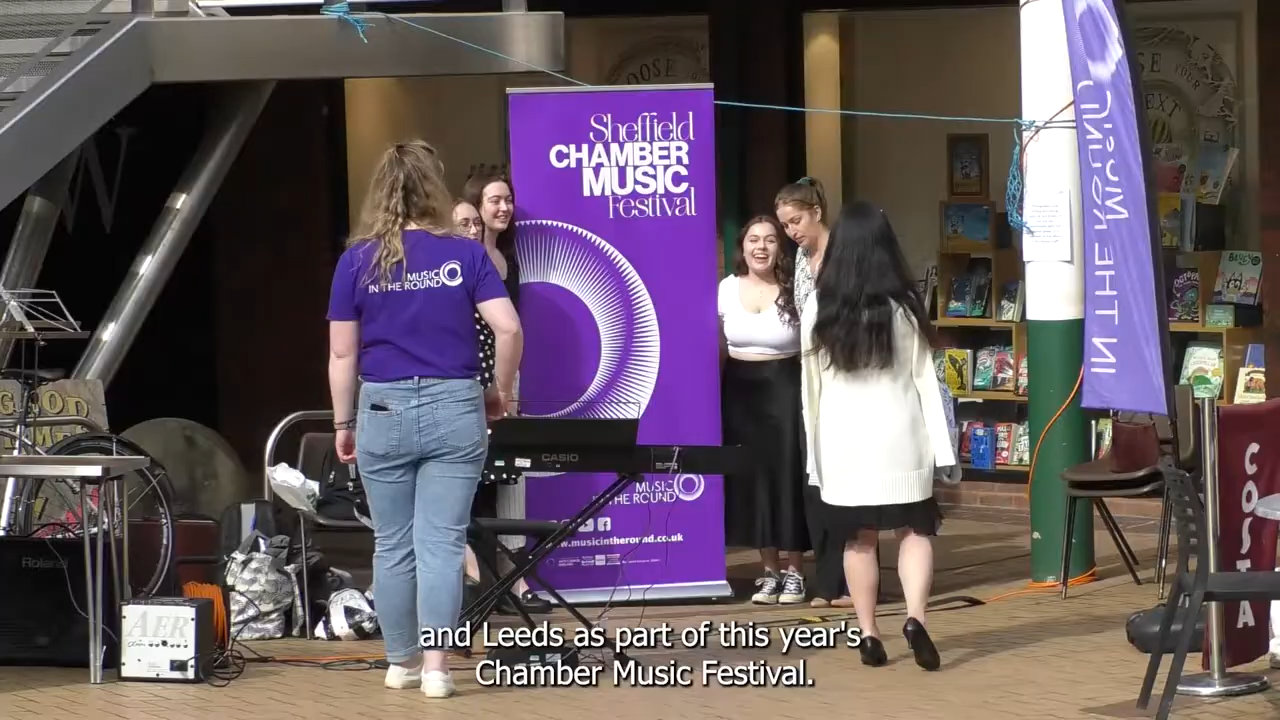 Sheffield
CHAMBER
MUSIC
Festival
MUSIC
IN THE ROUND
IN THE ROUND
MUSIC
CASIO
MUSIC
IN THE ROUND
www.musicintheround.co.uk
Roland
AER
COSTA
and Leeds as part of this year's
Chamber Music Festival.